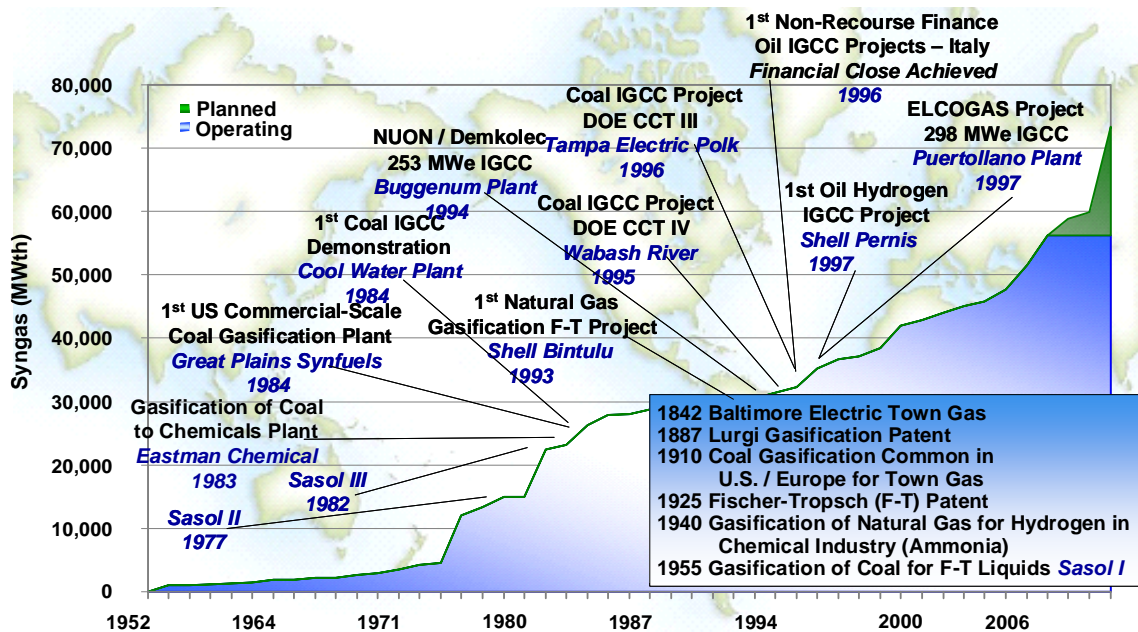 1st Non-Recourse Finance
Oil IGCC Projects – Italy
Financial Close Achieved
1996
80,000
70,000
60,000
50,000
40,000
30,000
20,000
10,000
0
Syngas (MWth)
Planned
Operating
Coal IGCC Project
DOE CCT III
Tampa Electric Polk
1996
ELCOGAS Project
298 MWe IGCC
Puertollano Plant
1997
NUON / Demkolec
253 MWe IGCC
Buggenum Plant
1994
1st Oil Hydrogen
IGCC Project
Shell Pernis
1997
Coal IGCC Project
DOE CCT IV
Wabash River
1995
1st Coal IGCC
Demonstration
Cool Water Plant
1984
1st Natural Gas
Gasification F-T Project
Shell Bintulu
1993
1st US Commercial-Scale
Coal Gasification Plant
Great Plains Synfuels
1984
Gasification of Coal
to Chemicals Plant
Eastman Chemical
1983
Sasol III
1982
Sasol II
1977
1842 Baltimore Electric Town Gas
1887 Lurgi Gasification Patent
1910 Coal Gasification Common in
U.S. / Europe for Town Gas
1925 Fischer-Tropsch (F-T) Patent
1940 Gasification of Natural Gas for Hydrogen in
Chemical Industry (Ammonia)
1955 Gasification of Coal for F-T Liquids Sasol I
1952 1964 1971 1980 1987 1994 2000 2006